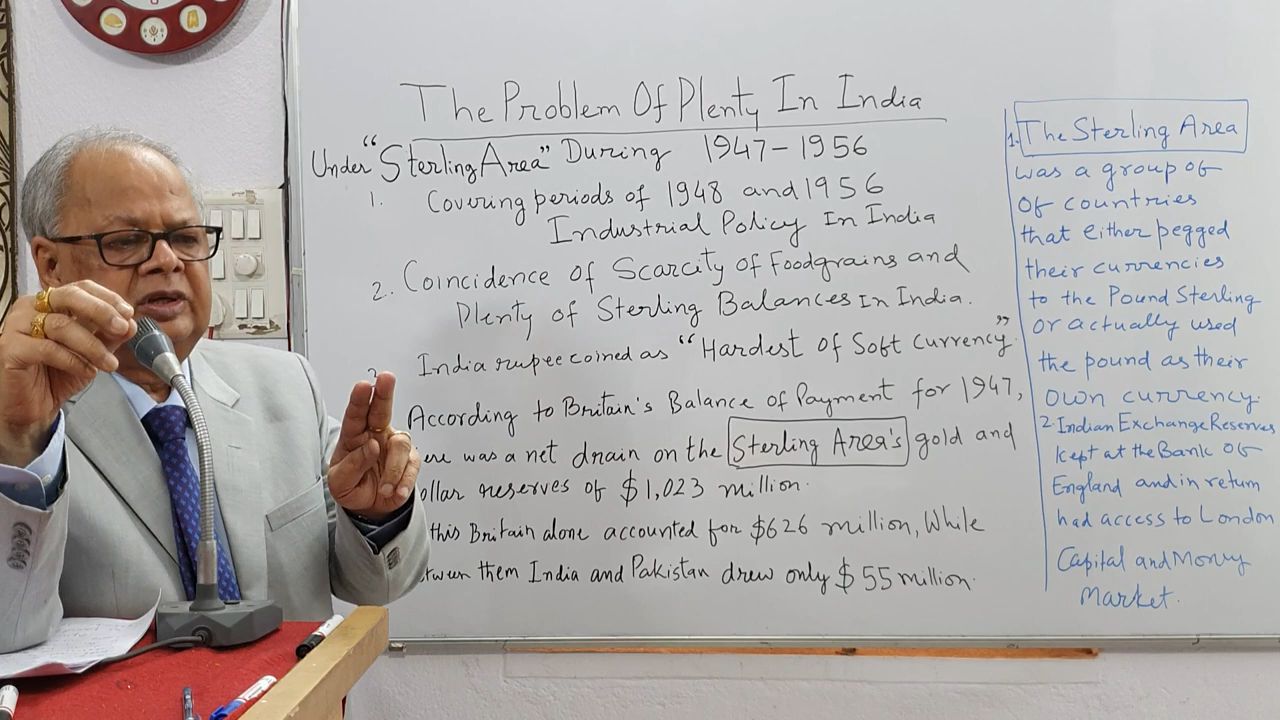 The Problem Of Plenty In India
Under "Sterling Area" During 1947-1956
1. Covering periods of 1948 and 1956
Industrial Policy In India
2. Coincidence of Scarcity of Foodgrains and
Plenty of Sterling Balances In India.
India rupee coined as "Hardest of Soft Currency"
According to Britain's Balance of Payment for 1947,
was a net drain on the Sterling Area's gold and
reserves of $1,023 million.
this Britain alone accounted for $626 million, While
them India and Pakistan drew only $55 million.
1. The Sterling Area
was a group of
of countries
that either pegged
their currencies
to the Pound Sterling
or actually used
the pound as their
own currency.
2. Indian Exchange Reserves
kept at the Bank of
England and in return
had access to London
Capital and Money
Market.